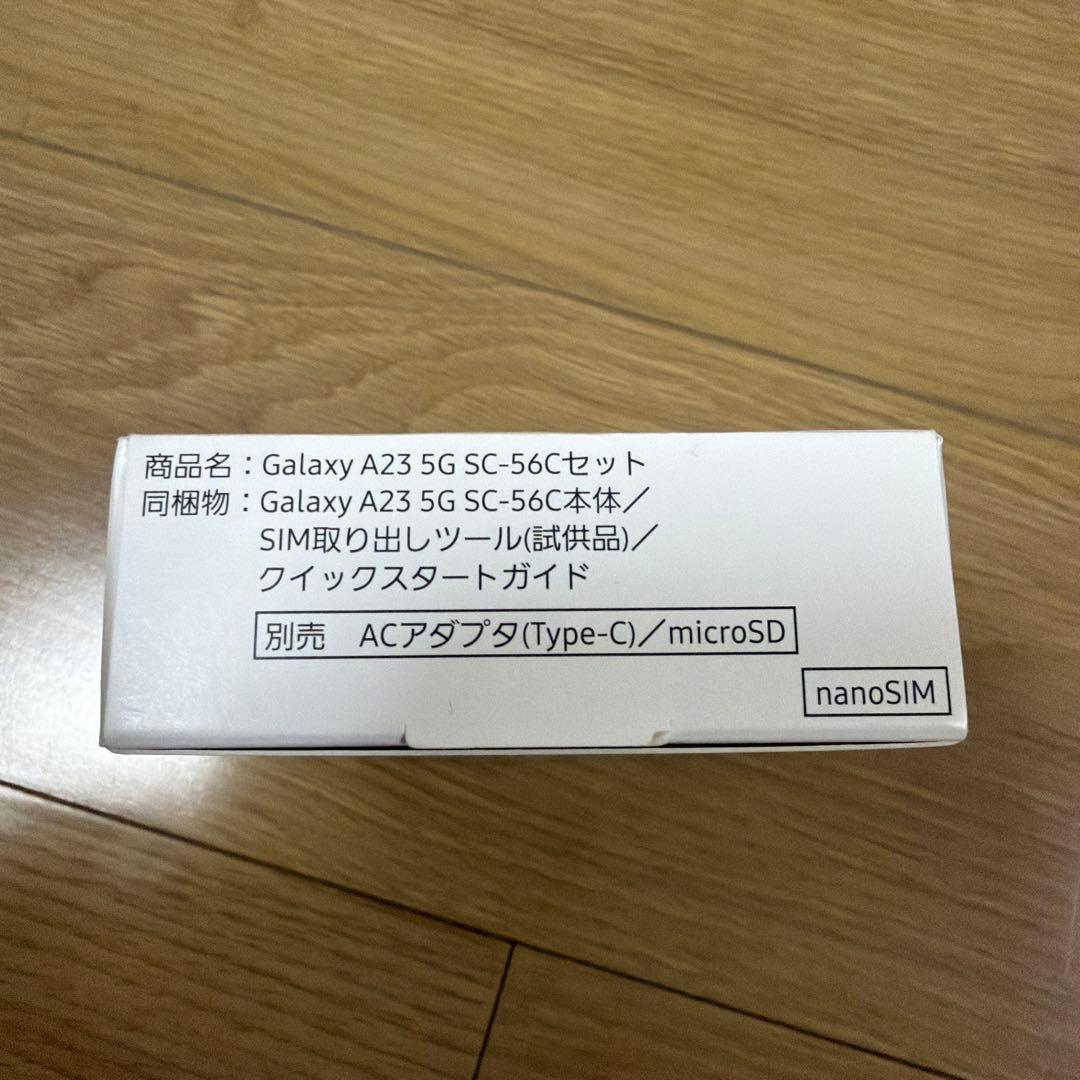 商品名：Galaxy A23 5G SC-56Cセット
同梱物：Galaxy A23 5G SC-56C本体／
SIM取り出しツール(試供品)／
クイックスタートガイド
別売　ACアダプタ(Type-C)／microSD
nanoSIM